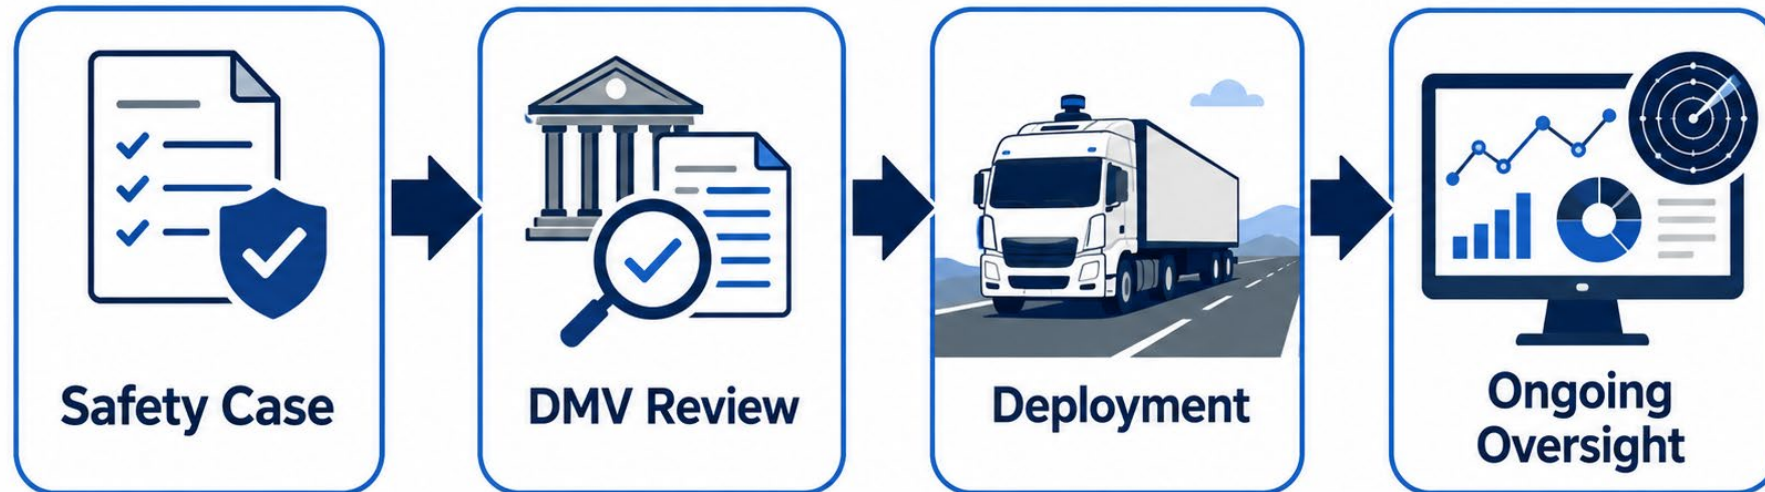 Safety Case
DMV Review
Deployment
Ongoing
Oversight